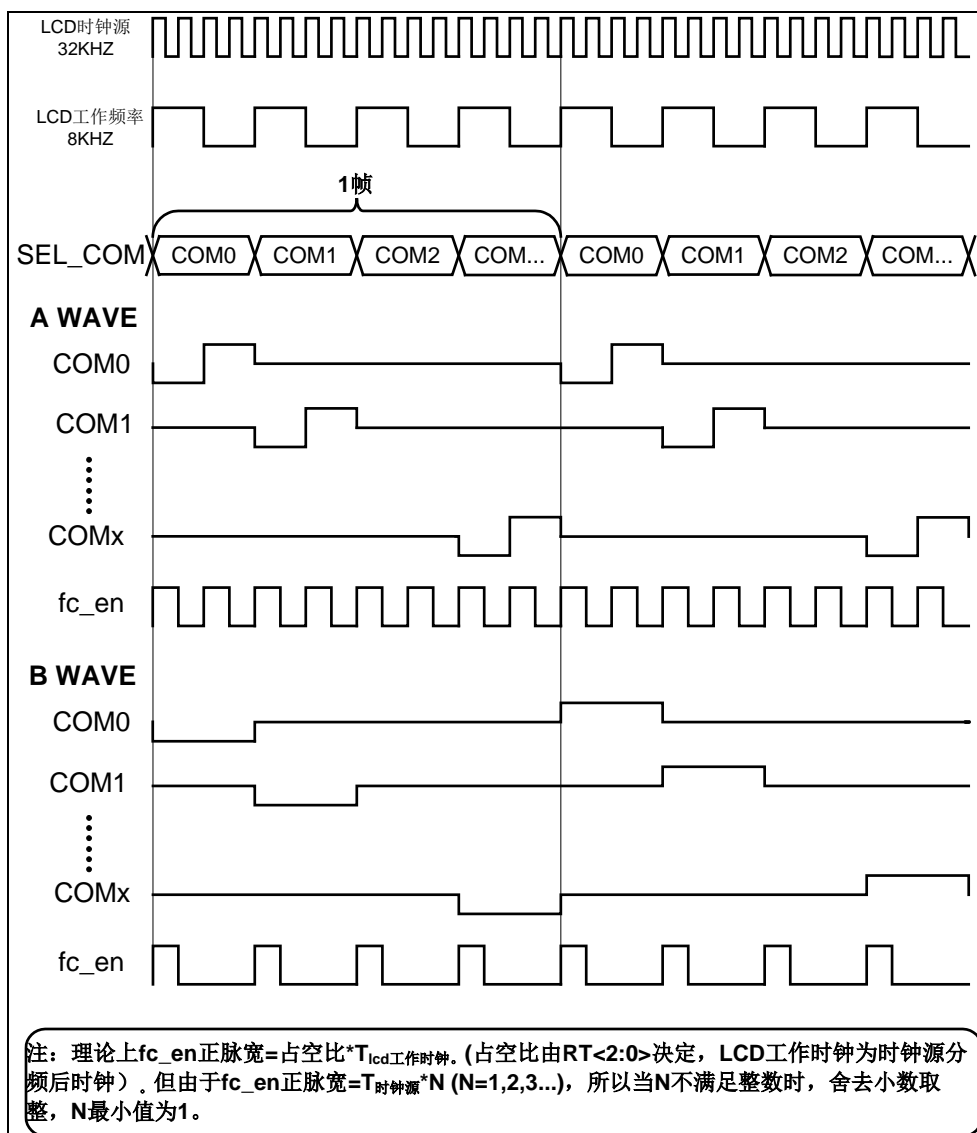 LCD时钟源
32KHZ
LCD工作频率
8KHZ
1帧
SEL_COM COM0 COM1 COM2 COM... COM0 COM1 COM2 COM...
A WAVE
COM0
COM1
COMx
fc_en
B WAVE
COM0
COM1
COMx
fc_en
注：理论上fc_en正脉宽=占空比*Tlcd工作时钟。(占空比由RT<2:0>决定，LCD工作时钟为时钟源分
频后时钟）。但由于fc_en正脉宽=T时钟源*N (N=1,2,3...)，所以当N不满足整数时，舍去小数取
整，N最小值为1。